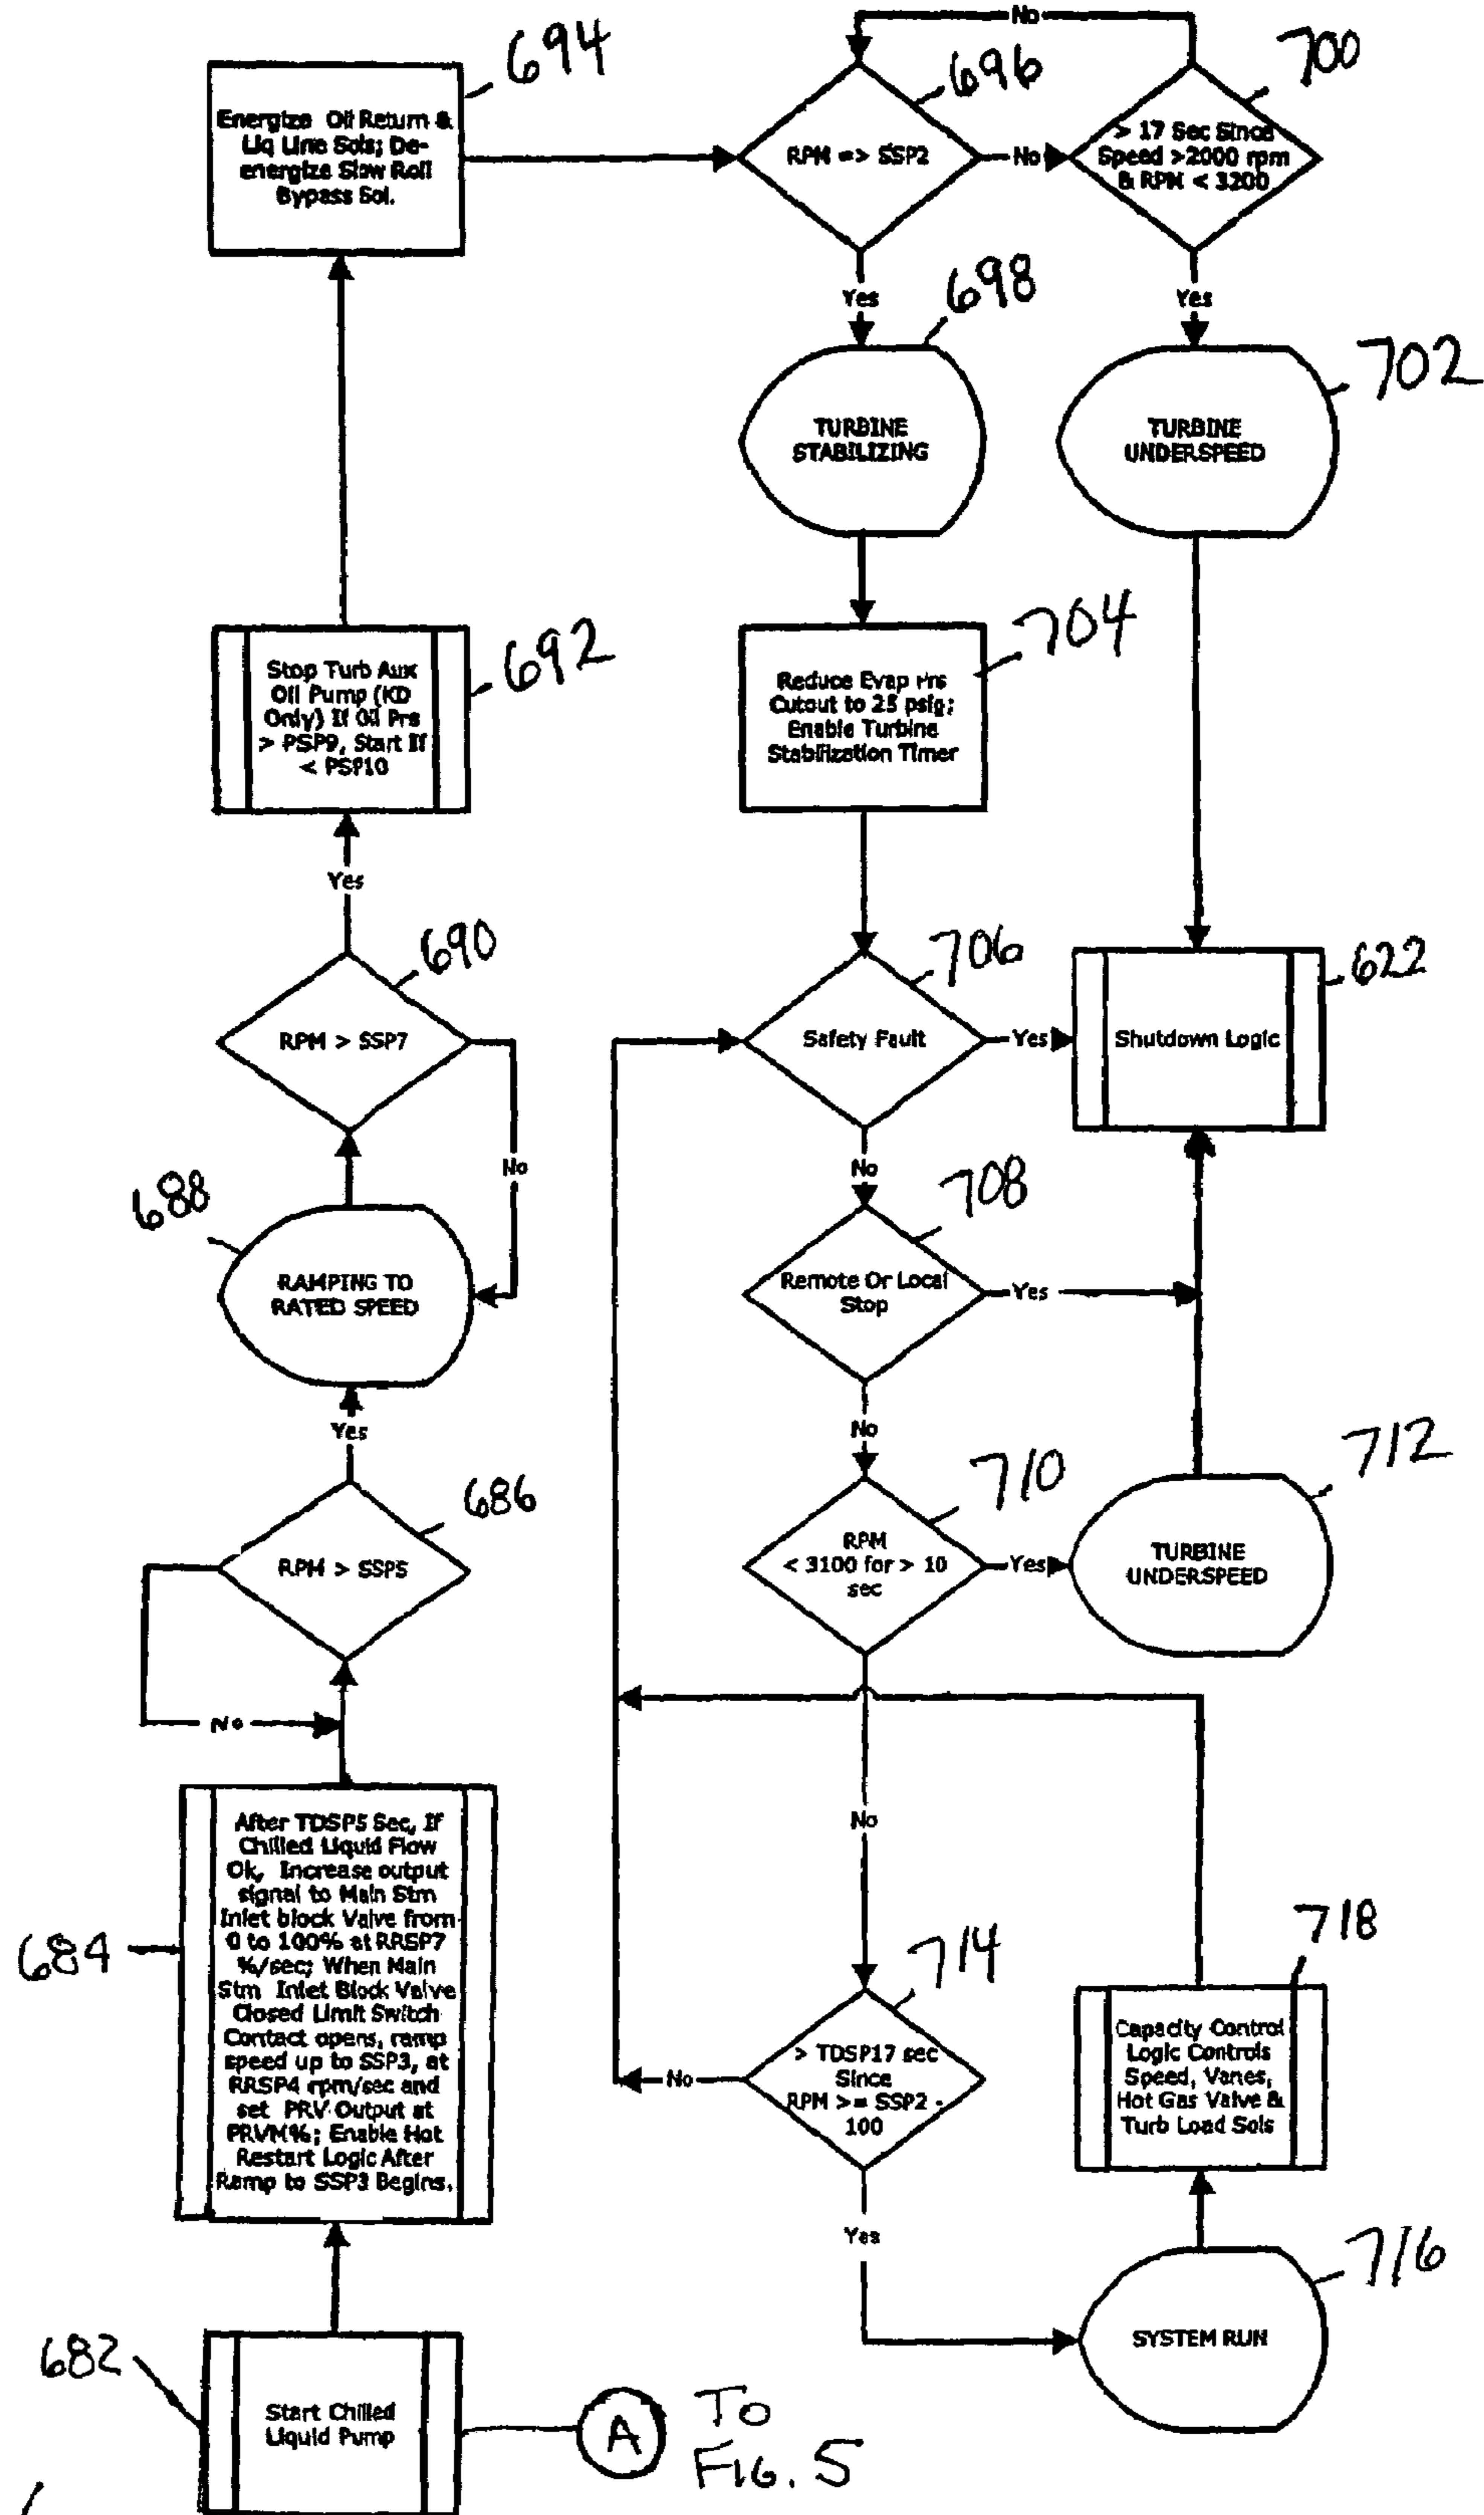 694
Energize Oil Return &
Liq Line Sols; De-
energize Slow Roll
Bypass Sol.
No
696
RPM => SSP2
No
700
> 17 Sec Since
Speed >2000 rpm
& RPM < 3200
Yes
698
Yes
TURBINE
STABILIZING
702
TURBINE
UNDERSPEED
692
Stop Turb Aux
Oil Pump (KD
Only) If Oil Prs
> PSP9, Start If
< PSP10
704
Reduce Evap Prs
Cutout to 25 psig;
Enable Turbine
Stabilization Timer
Yes
690
RPM > SSP7
No
706
Safety Fault
Yes
622
Shutdown Logic
No
688
RAMPING TO
RATED SPEED
708
Remote Or Local
Stop
Yes
No
Yes
686
RPM > SSP5
No
710
RPM
< 3100 for > 10
sec
Yes
712
TURBINE
UNDERSPEED
No
684
After TDSP5 Sec, If
Chilled Liquid Flow
Ok, Increase output
signal to Main Stm
Inlet block Valve from
0 to 100% at RRSP7
%/sec; When Main
Stm Inlet Block Valve
Closed Limit Switch
Contact opens, ramp
speed up to SSP3, at
RRSP4 rpm/sec and
set PRV Output at
PRVM%; Enable Hot
Restart Logic After
Ramp to SSP3 Begins.
714
> TDSP17 sec
Since
RPM >= SSP2 -
100
No
Yes
718
Capacity Control
Logic Controls
Speed, Vanes,
Hot Gas Valve &
Turb Load Sols
716
SYSTEM RUN
682
Start Chilled
Liquid Pump
A
TO
FIG. 5